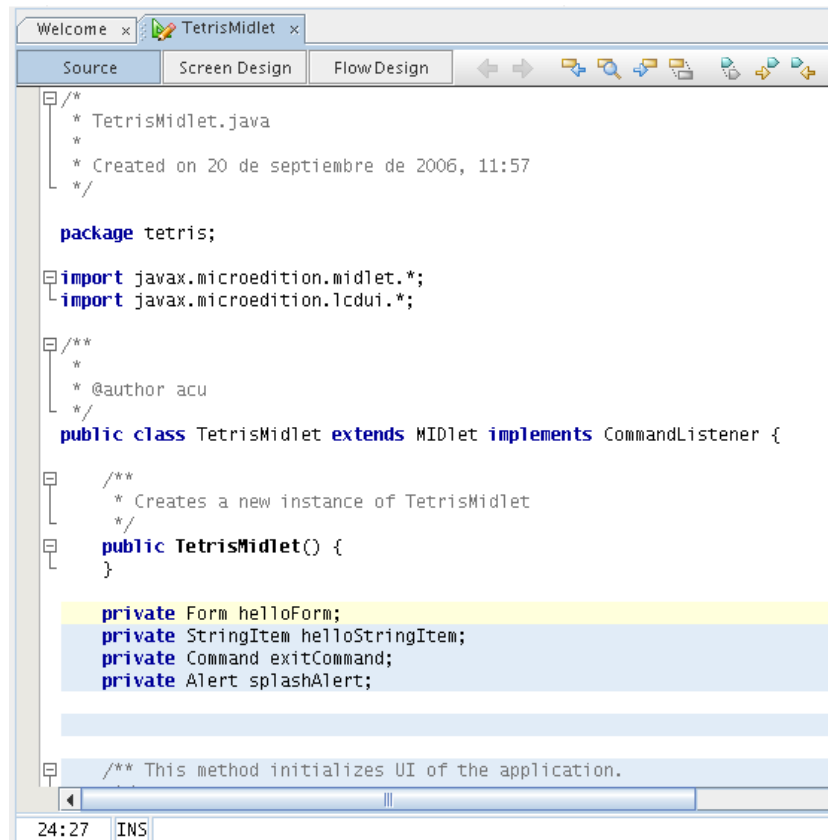 Welcome x TetrisMidlet x
Source Screen Design Flow Design
/*
* TetrisMidlet.java
*
* Created on 20 de septiembre de 2006, 11:57
*/
package tetris;
import javax.microedition.midlet.*;
import javax.microedition.lcdui.*;
/**
*
* @author acu
*/
public class TetrisMidlet extends MIDlet implements CommandListener {
/**
* Creates a new instance of TetrisMidlet
*/
public TetrisMidlet() {
}
private Form helloForm;
private StringItem helloStringItem;
private Command exitCommand;
private Alert splashAlert;
/** This method initializes UI of the application.
24:27 INS